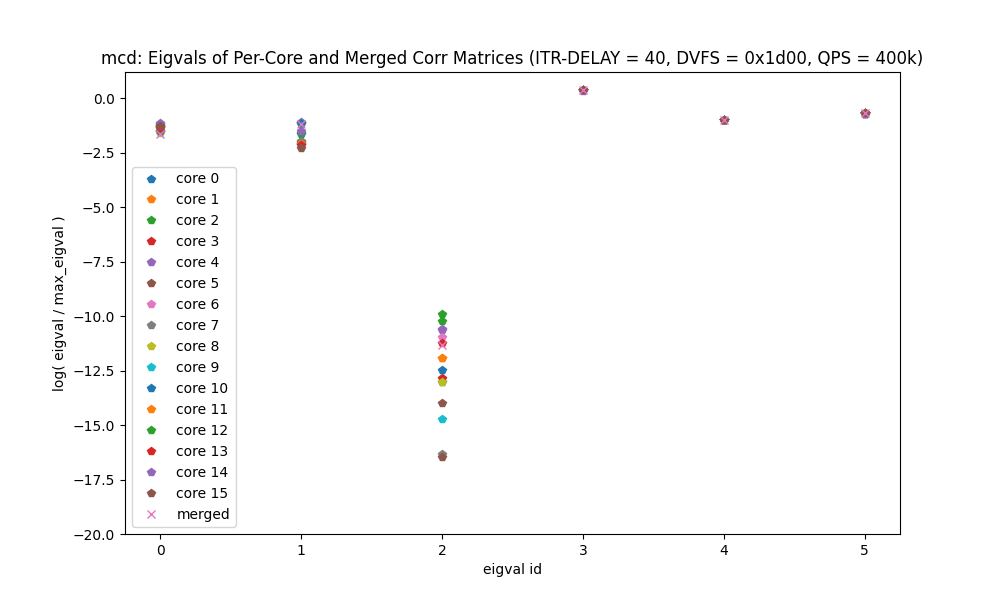 mcd: Eigvals of Per-Core and Merged Corr Matrices (ITR-DELAY = 40, DVFS = 0x1d00, QPS = 400k)
log( eigval / max_eigval )
0.0
−2.5
−5.0
−7.5
−10.0
−12.5
−15.0
−17.5
−20.0
core 0
core 1
core 2
core 3
core 4
core 5
core 6
core 7
core 8
core 9
core 10
core 11
core 12
core 13
core 14
core 15
merged
0 1 2 3 4 5
eigval id